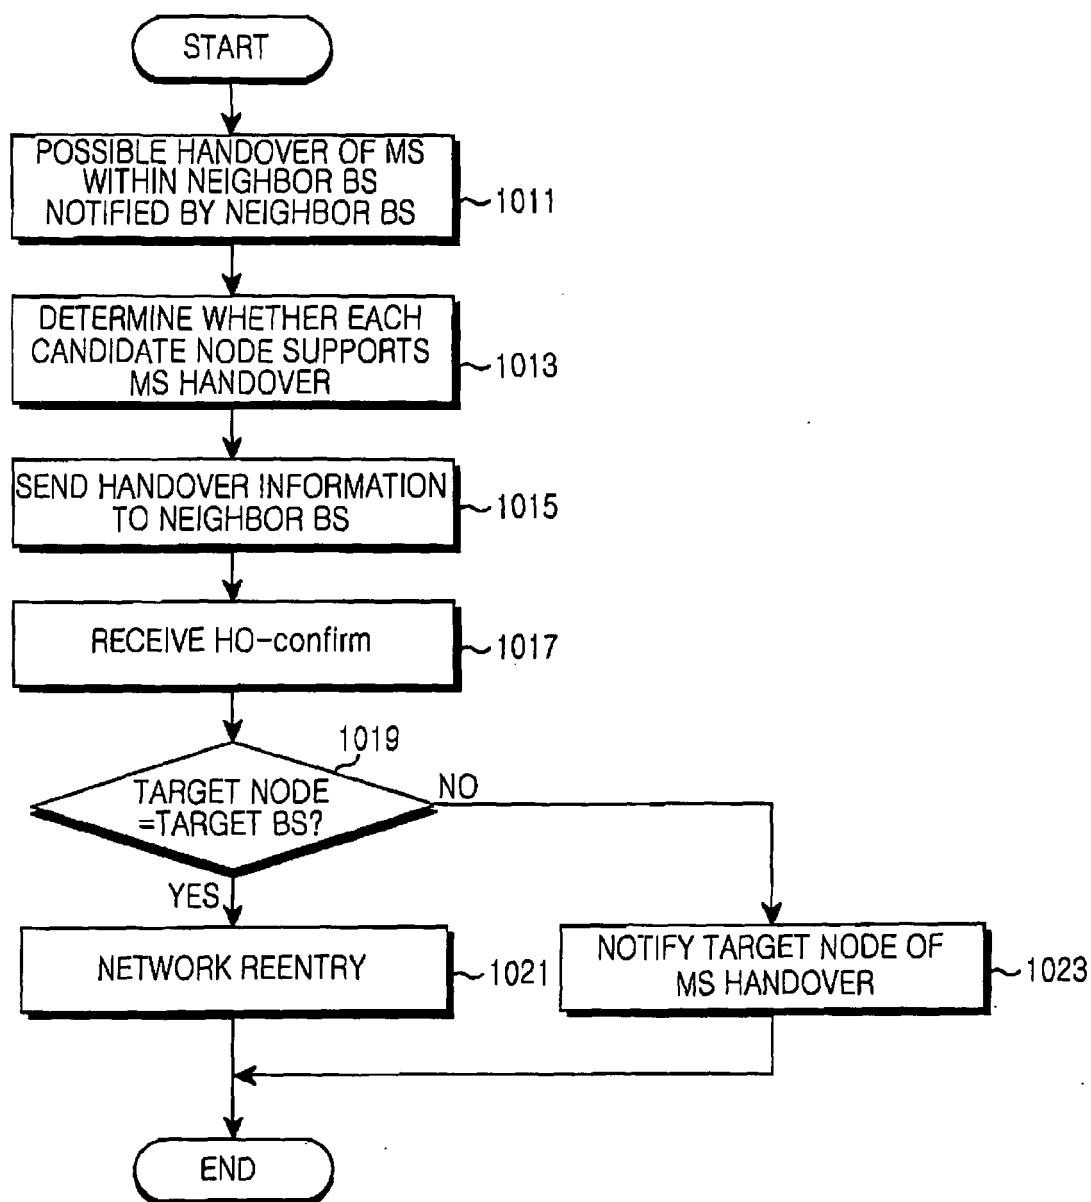 START
POSSIBLE HANDOVER OF MS
WITHIN NEIGHBOR BS
NOTIFIED BY NEIGHBOR BS
1011
DETERMINE WHETHER EACH
CANDIDATE NODE SUPPORTS
MS HANDOVER
1013
SEND HANDOVER INFORMATION
TO NEIGHBOR BS
1015
RECEIVE HO-confirm
1017
1019
TARGET NODE
=TARGET BS?
NO
YES
NETWORK REENTRY
1021
NOTIFY TARGET NODE OF
MS HANDOVER
1023
END